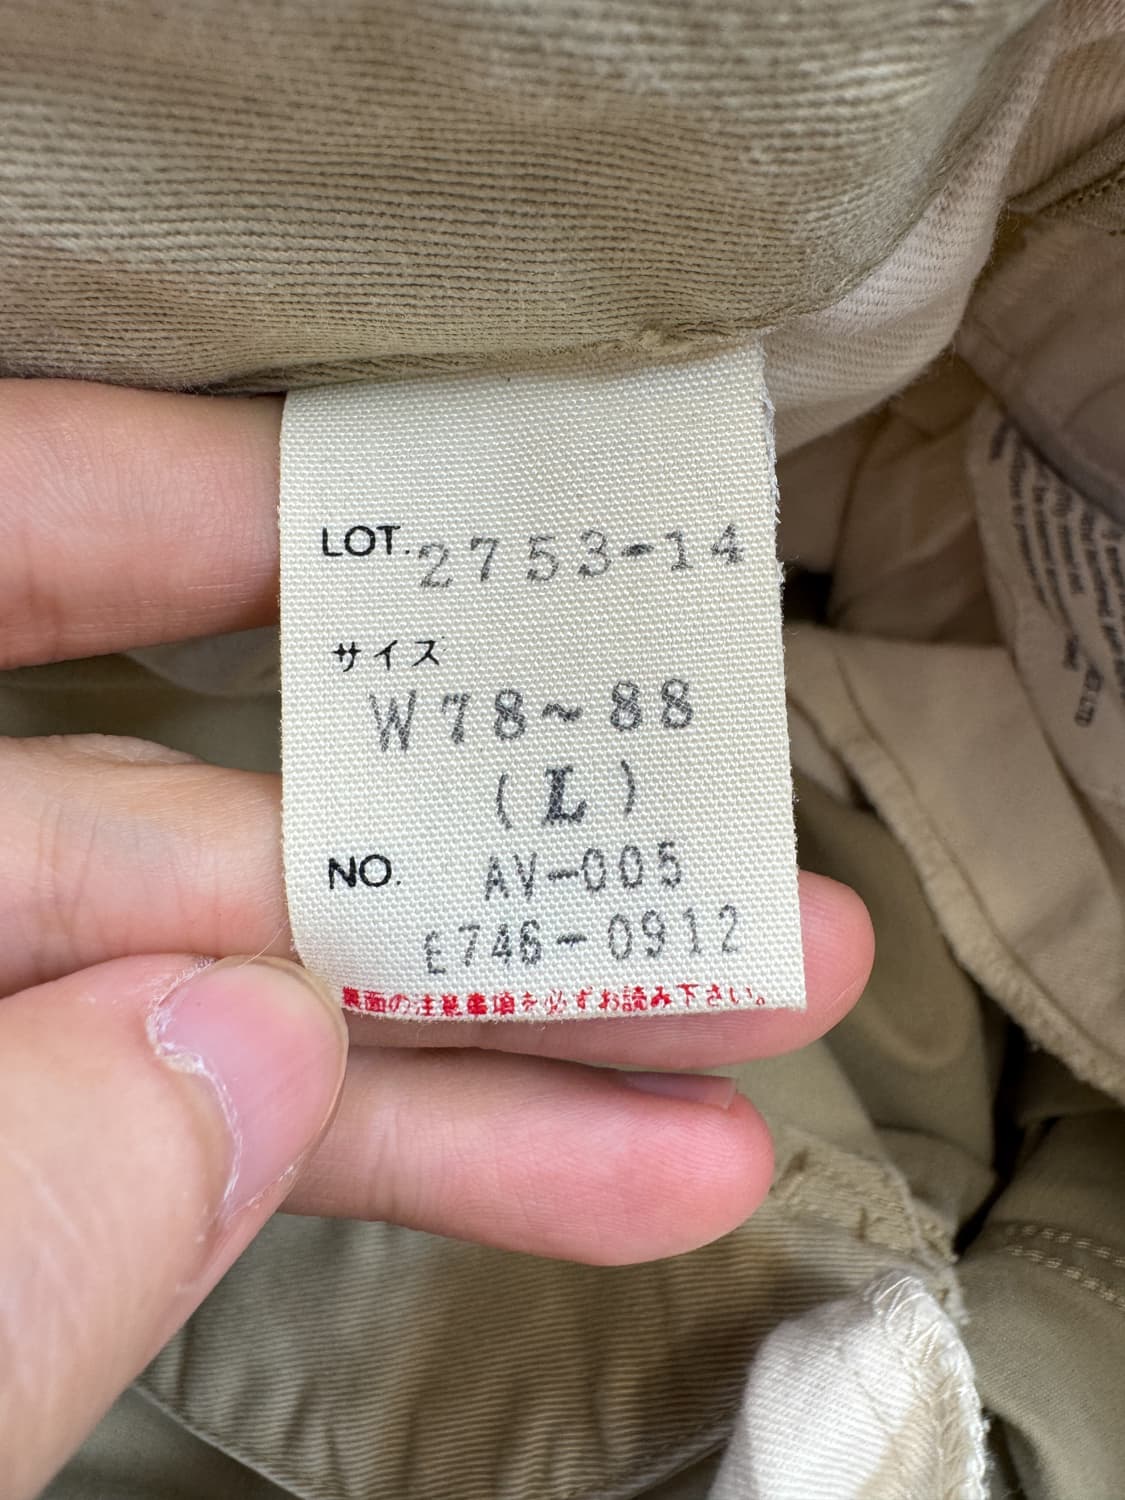 LOT. 2753-14
サイズ
W78~88
(L)
NO. AV-005
E746-0912
裏面の注意事項を必ずお読み下さい。